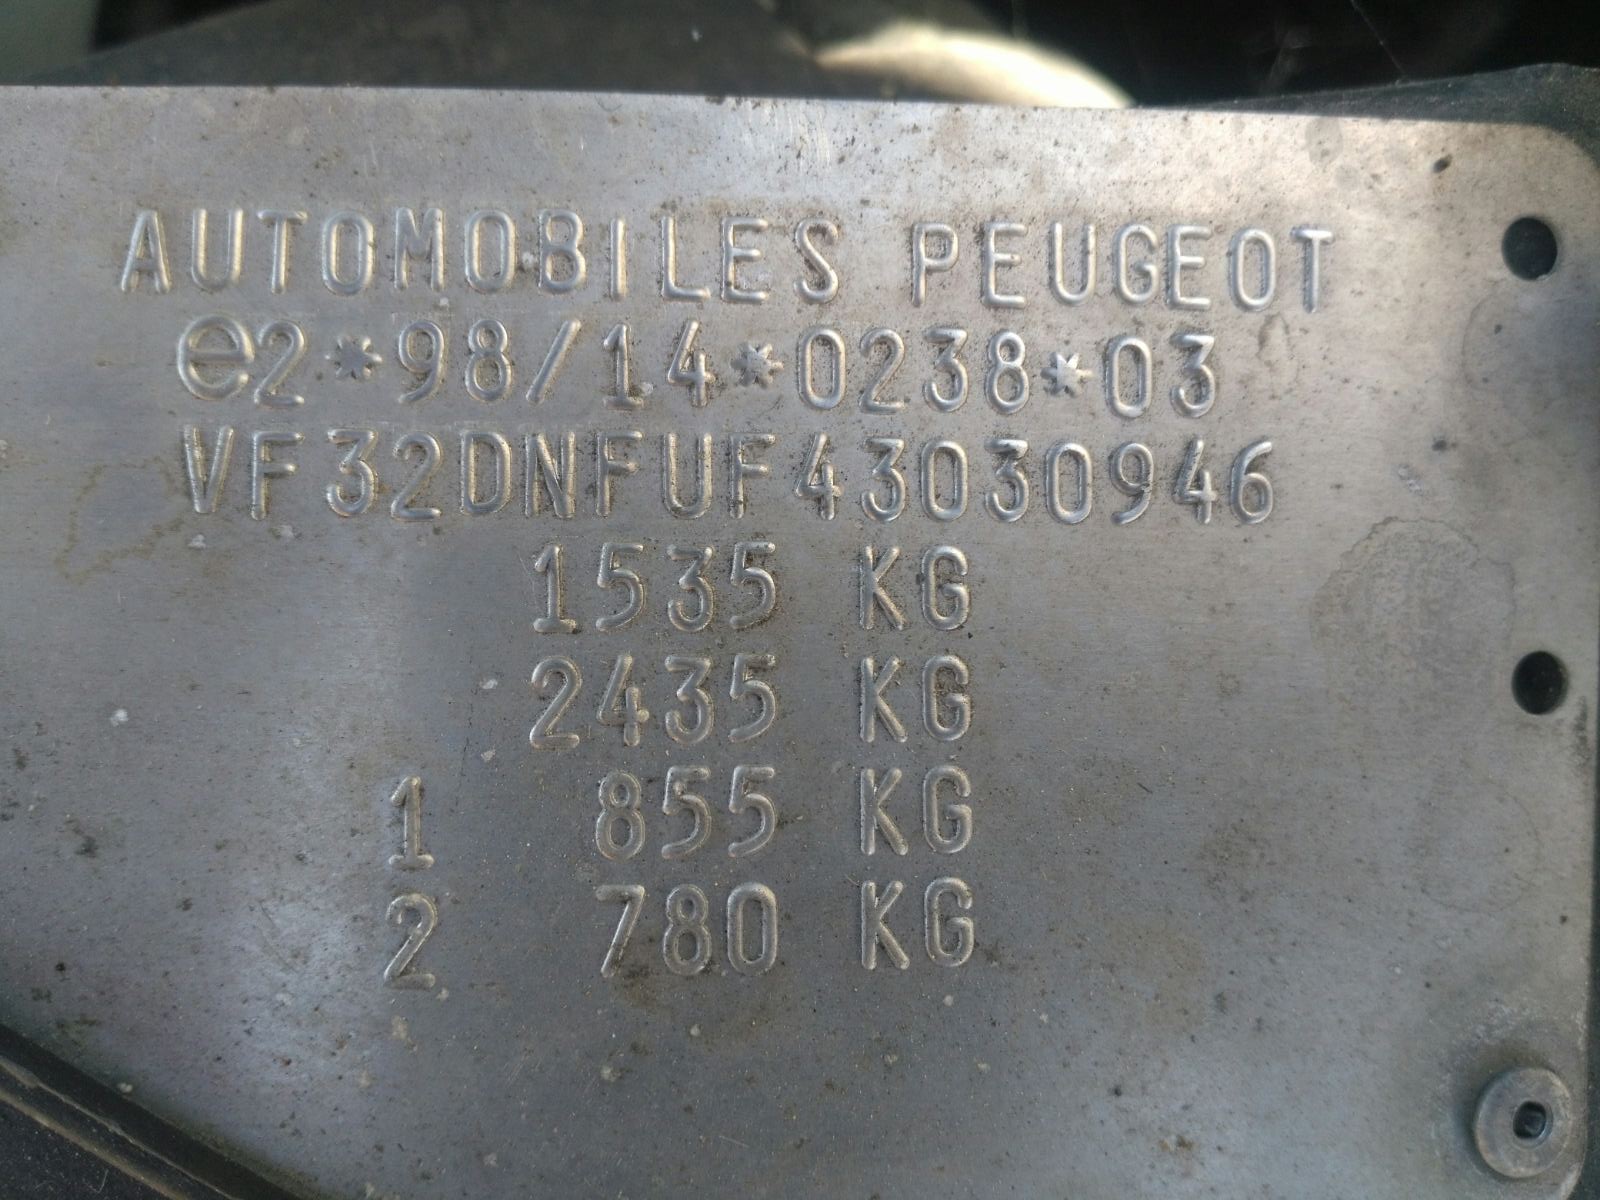 AUTOMOBILES PEUGEOT
e2*98/14*0238*03
VF32DNFUF43030946
1535 KG
2435 KG
1 855 KG
2 780 KG